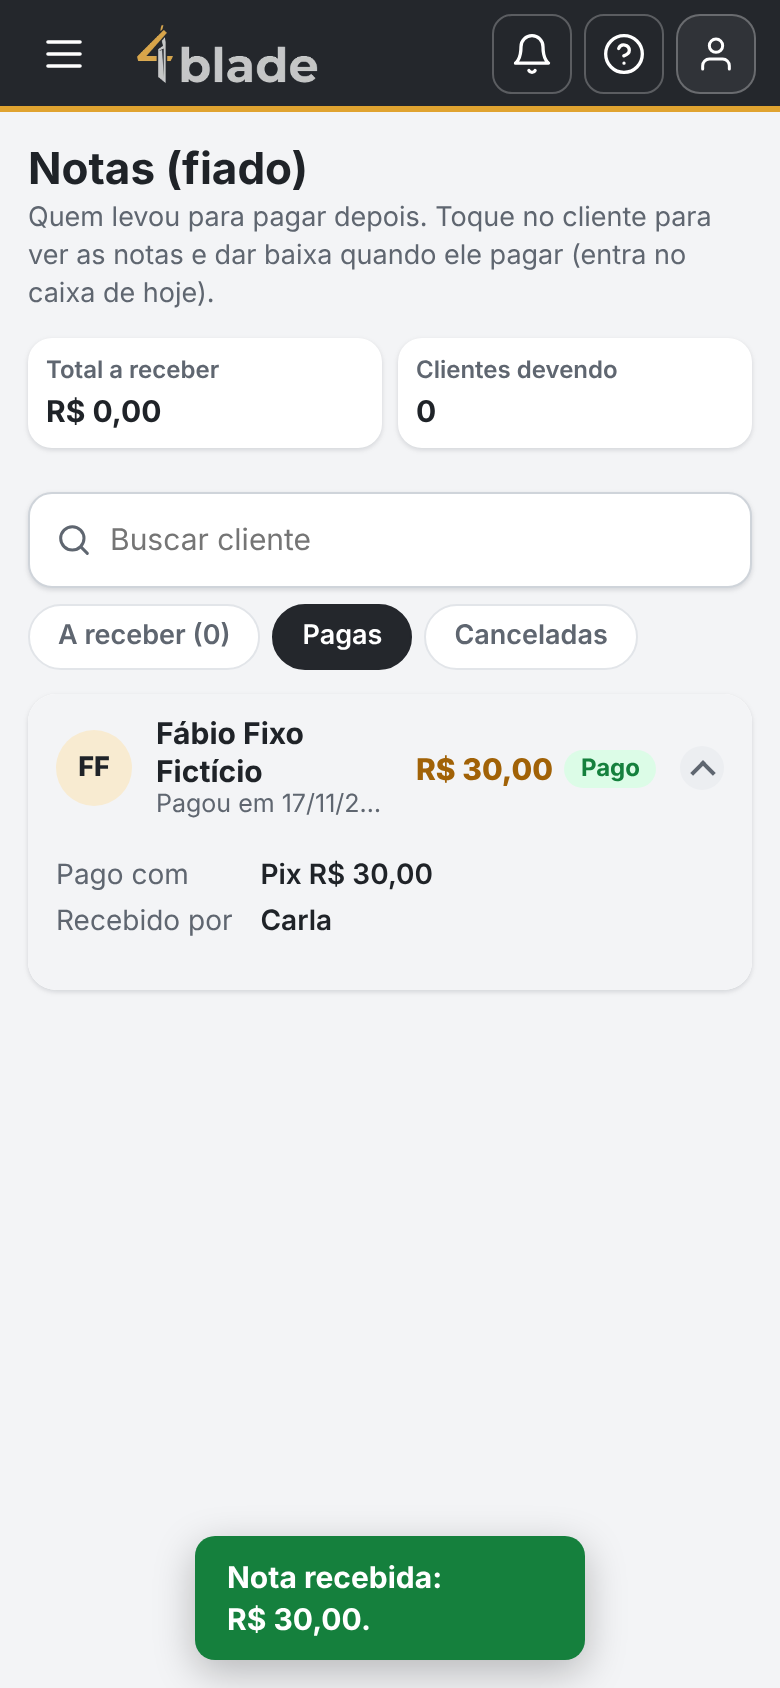 4blade
Notas (fiado)
Quem levou para pagar depois. Toque no cliente para
ver as notas e dar baixa quando ele pagar (entra no
caixa de hoje).
Total a receber
R$ 0,00
Clientes devendo
0
Buscar cliente
A receber (0)
Pagas
Canceladas
FF
Fábio Fixo
Fictício
Pagou em 17/11/2...
R$ 30,00
Pago
Pago com
Pix R$ 30,00
Recebido por
Carla
Nota recebida:
R$ 30,00.